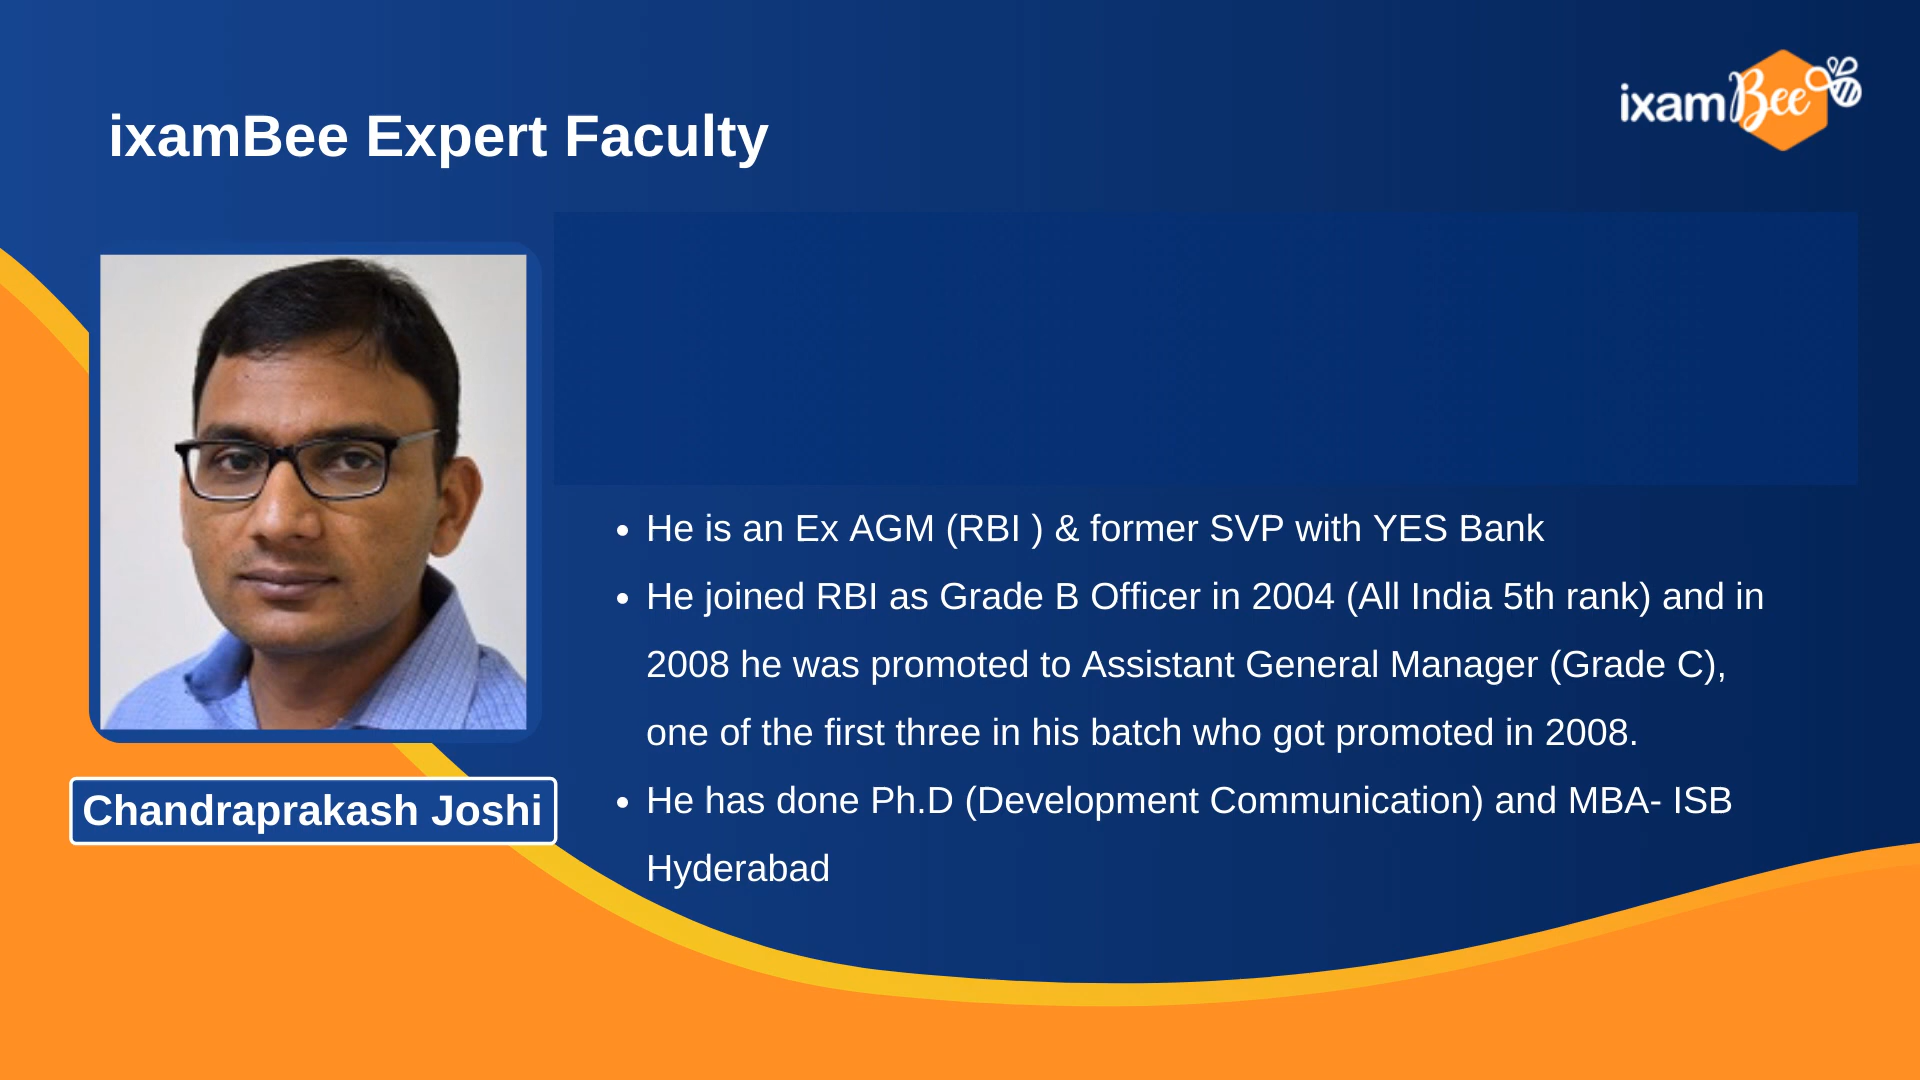 ixamBee
ixamBee Expert Faculty
• He is an Ex AGM (RBI ) & former SVP with YES Bank
• He joined RBI as Grade B Officer in 2004 (All India 5th rank) and in
2008 he was promoted to Assistant General Manager (Grade C),
one of the first three in his batch who got promoted in 2008.
• He has done Ph.D (Development Communication) and MBA- ISB
Hyderabad
Chandraprakash Joshi